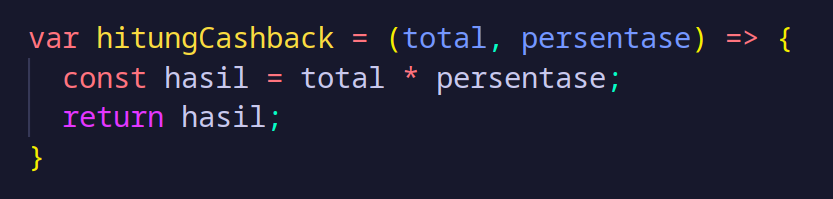 var hitungCashback = (total, persentase) => {
  const hasil = total * persentase;
  return hasil;
}